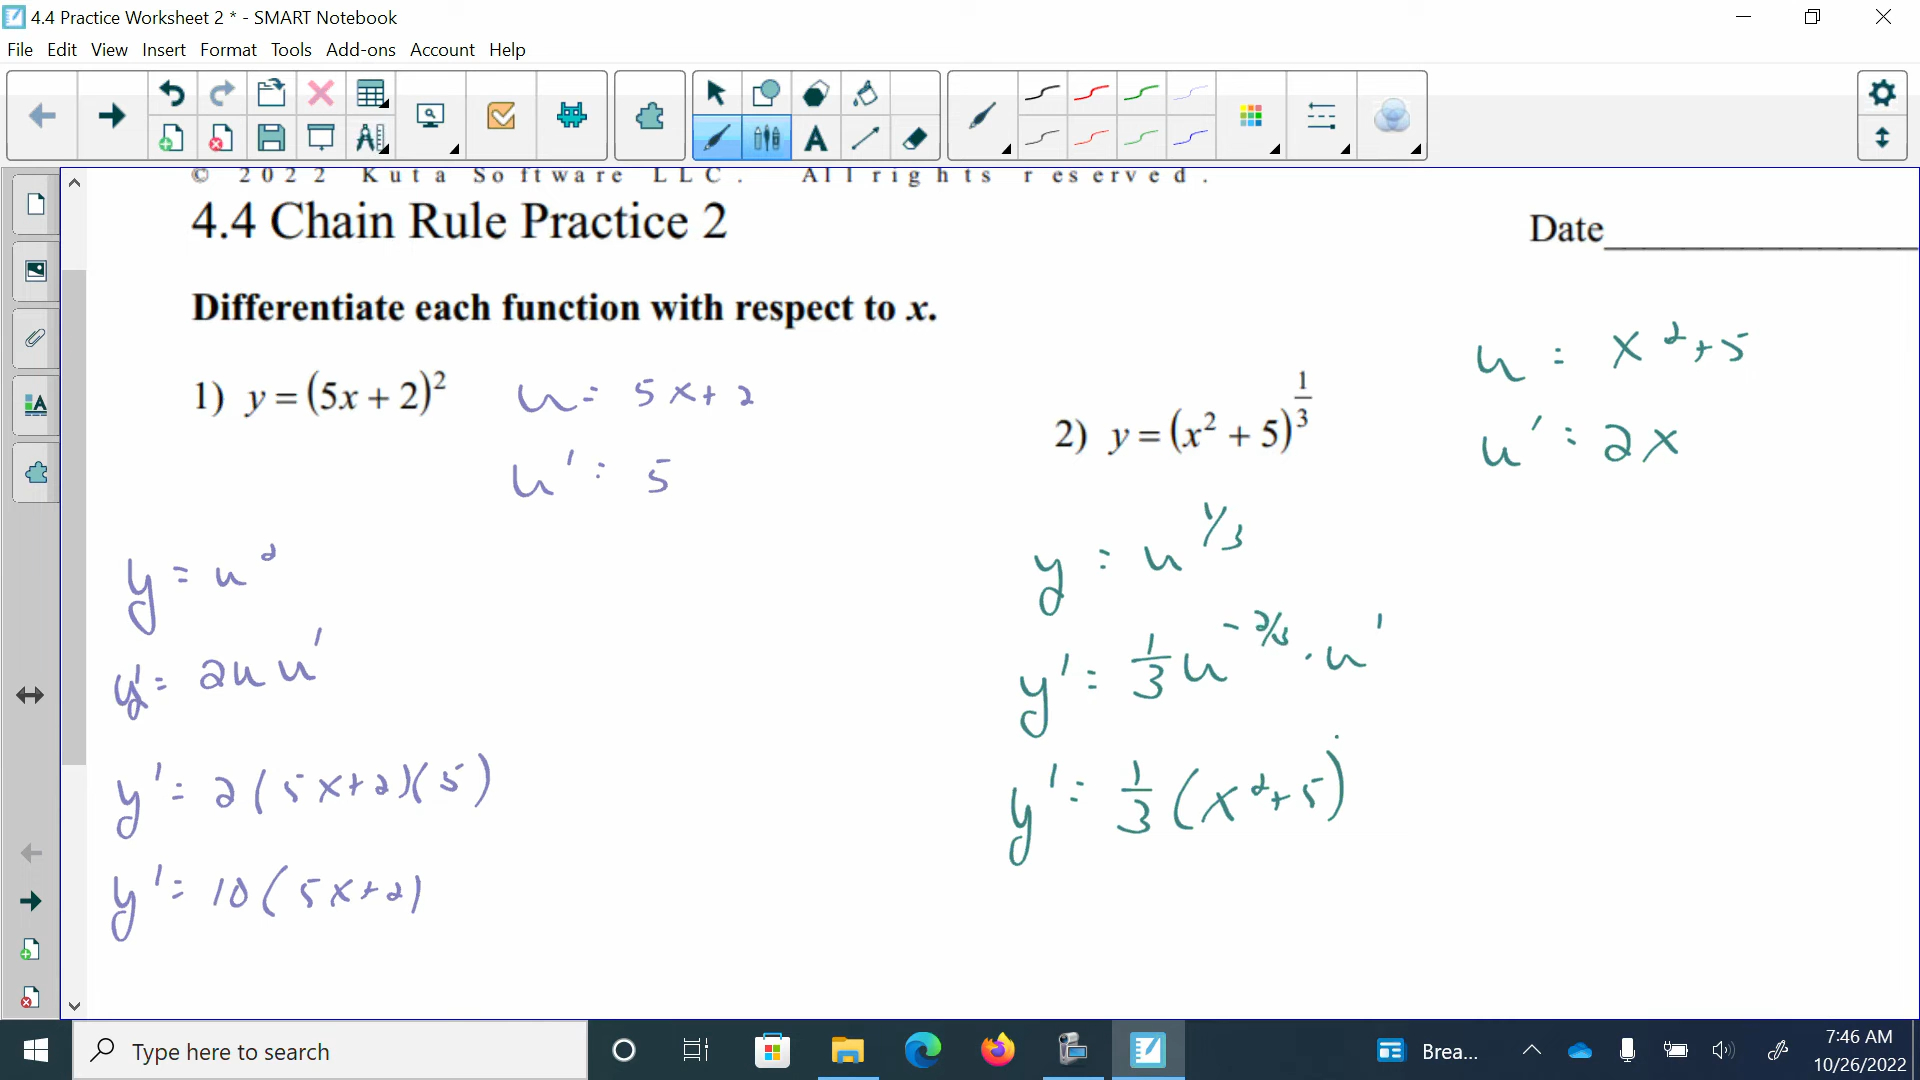 4.4 Practice Worksheet 2 * - SMART Notebook
File Edit View Insert Format Tools Add-ons Account Help
© 2022 Kuta Software LLC. All rights reserved.
4.4 Chain Rule Practice 2
Date
Differentiate each function with respect to x.
1) y = (5x + 2)²
u = 5x+2
u' = 5
y = u²
y' = 2u u'
y' = 2(5x+2)(5)
y' = 10(5x+2)
2) y = (x² + 5)^(1/3)
u = x²+5
u' = 2x
y = u^(1/3)
y' = 1/3 u^(-2/3) · u'
y' = 1/3 (x²+5)
Type here to search
Brea...
7:46 AM
10/26/2022